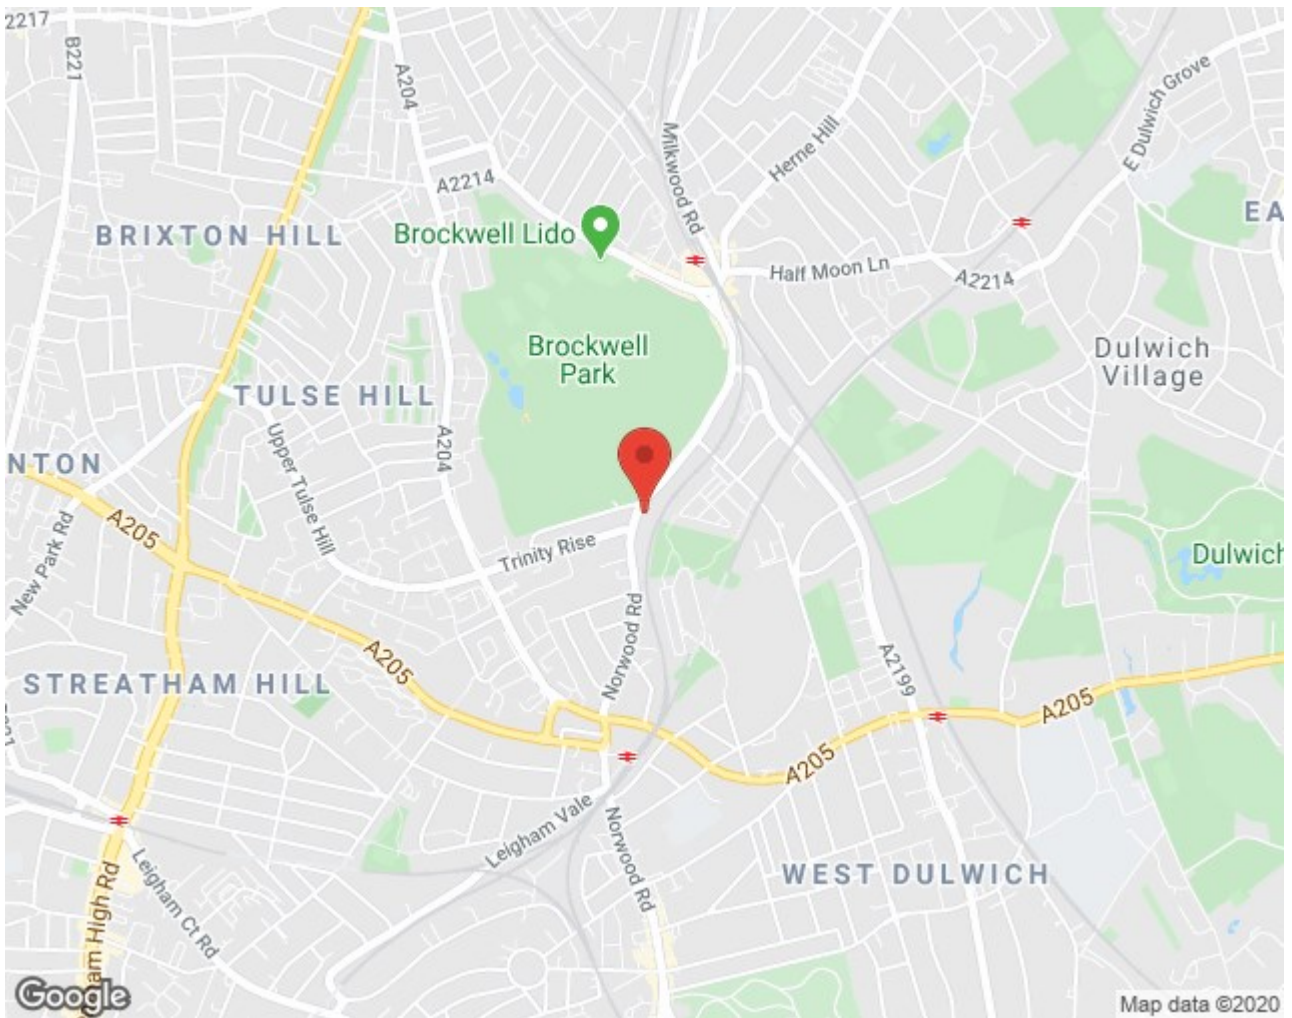 2217
B221
A204
Milkwood Rd
Herne Hill
E Dulwich Grove
A2214
BRIXTON HILL
Brockwell Lido
EA
Half Moon Ln
A2214
Brockwell
Park
Dulwich
Village
TULSE HILL
A204
Upper Tulse Hill
NTON
A205
New Park Rd
Trinity Rise
Dulwich
Norwood Rd
A205
A2199
STREATHAM HILL
A205
A205
Leigham Vale
Norwood Rd
WEST DULWICH
Leigham Ct Rd
am High Rd
Google
Map data ©2020